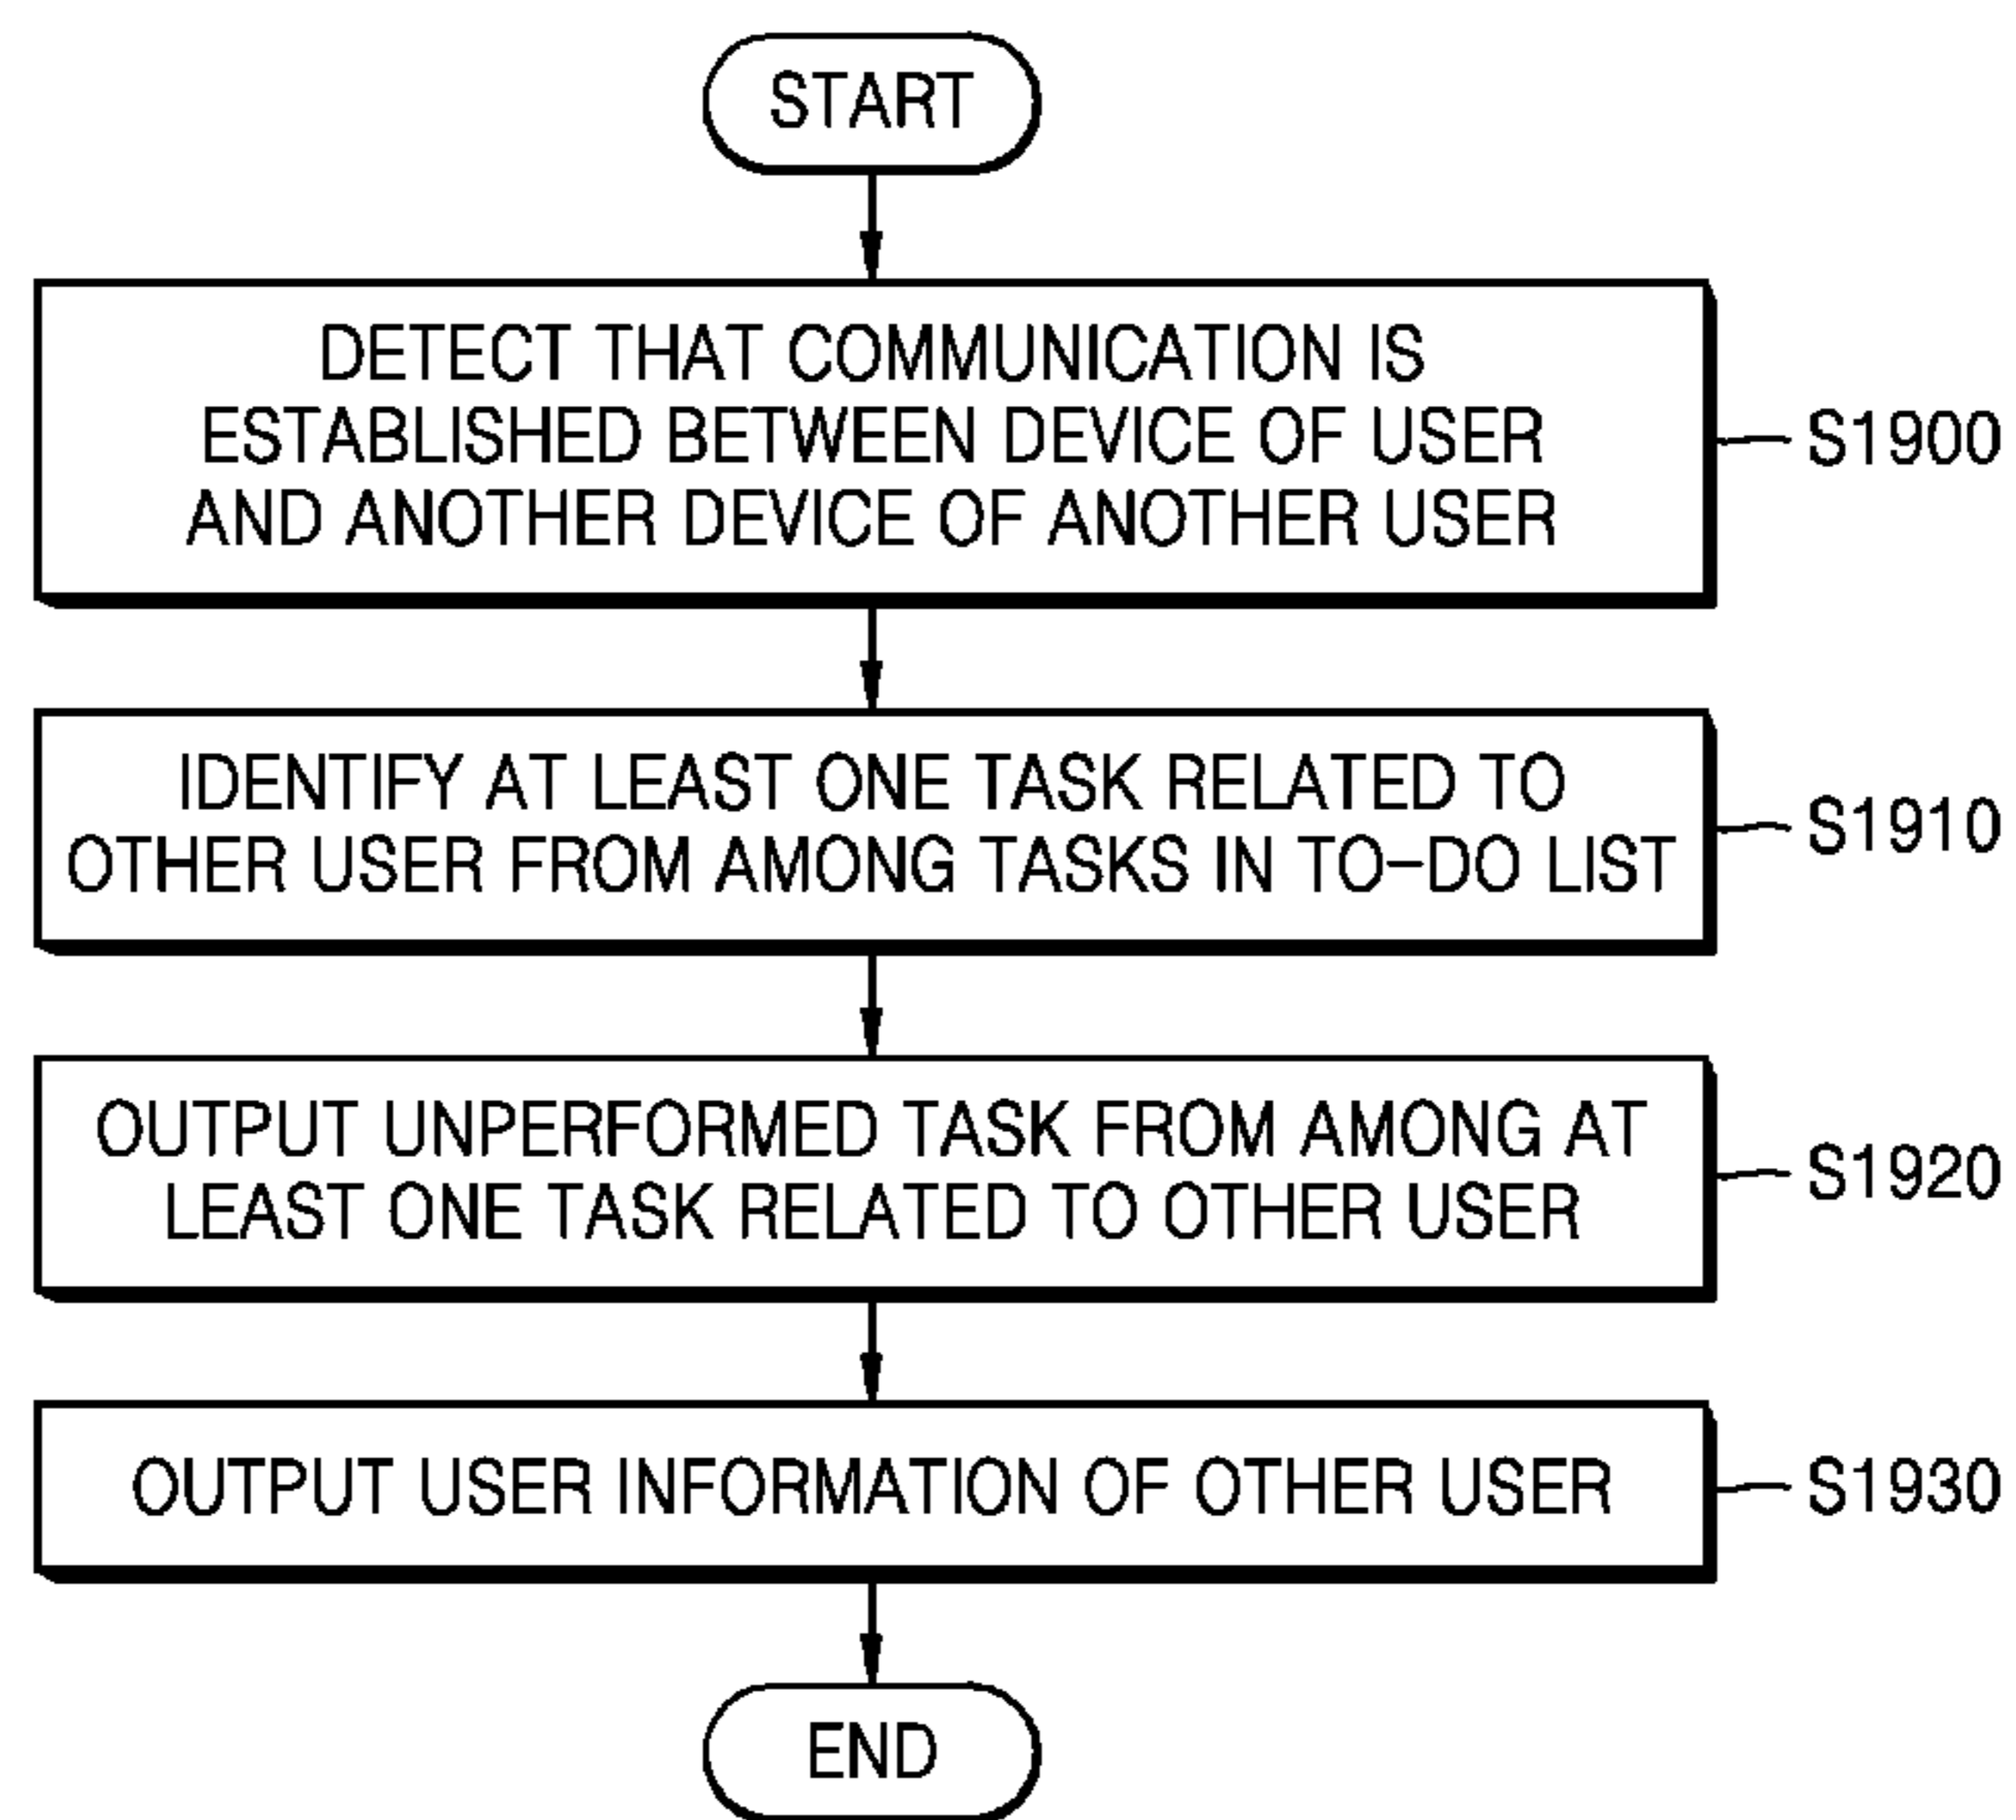 START
DETECT THAT COMMUNICATION IS
ESTABLISHED BETWEEN DEVICE OF USER
AND ANOTHER DEVICE OF ANOTHER USER
S1900
IDENTIFY AT LEAST ONE TASK RELATED TO
OTHER USER FROM AMONG TASKS IN TO-DO LIST
S1910
OUTPUT UNPERFORMED TASK FROM AMONG AT
LEAST ONE TASK RELATED TO OTHER USER
S1920
OUTPUT USER INFORMATION OF OTHER USER
S1930
END